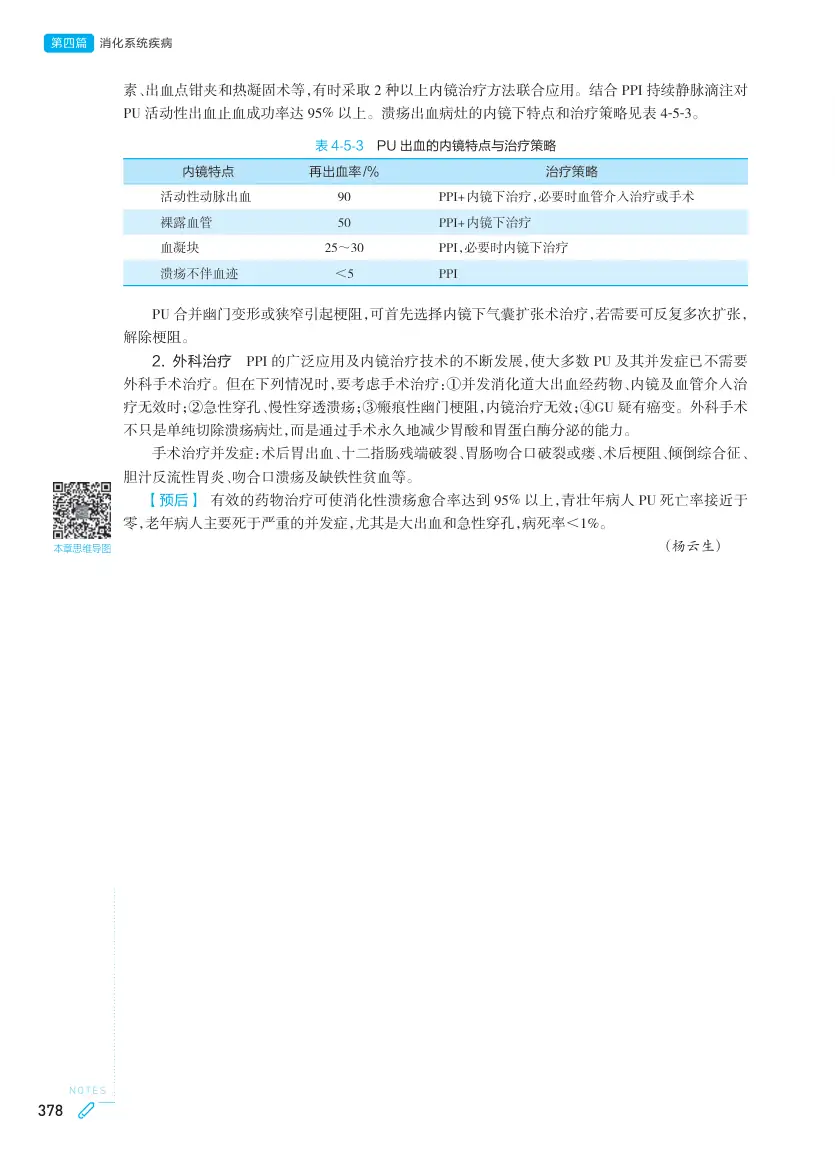 第四篇 消化系统疾病
素、出血点钳夹和热凝固术等,有时采取 2 种以上内镜治疗方法联合应用。结合 PPI 持续静脉滴注对
PU 活动性出血止血成功率达 95% 以上。溃疡出血病灶的内镜下特点和治疗策略见表 4-5-3。
表 4-5-3 PU 出血的内镜特点与治疗策略
内镜特点 再出血率/% 治疗策略
活动性动脉出血 90 PPI+内镜下治疗,必要时血管介入治疗或手术
裸露血管 50 PPI+内镜下治疗
血凝块 25～30 PPI,必要时内镜下治疗
溃疡不伴血迹 ＜5 PPI
PU 合并幽门变形或狭窄引起梗阻,可首先选择内镜下气囊扩张术治疗,若需要可反复多次扩张,
解除梗阻。
2. 外科治疗 PPI 的广泛应用及内镜治疗技术的不断发展,使大多数 PU 及其并发症已不需要
外科手术治疗。但在下列情况时,要考虑手术治疗:①并发消化道大出血经药物、内镜及血管介入治
疗无效时;②急性穿孔、慢性穿透溃疡;③瘢痕性幽门梗阻,内镜治疗无效;④GU 疑有癌变。外科手术
不只是单纯切除溃疡病灶,而是通过手术永久地减少胃酸和胃蛋白酶分泌的能力。
手术治疗并发症:术后胃出血、十二指肠残端破裂、胃肠吻合口破裂或瘘、术后梗阻、倾倒综合征、
胆汁反流性胃炎、吻合口溃疡及缺铁性贫血等。
【预后】 有效的药物治疗可使消化性溃疡愈合率达到 95% 以上,青壮年病人 PU 死亡率接近于
零,老年病人主要死于严重的并发症,尤其是大出血和急性穿孔,病死率＜1%。
本章思维导图
(杨云生)
NOTES
378